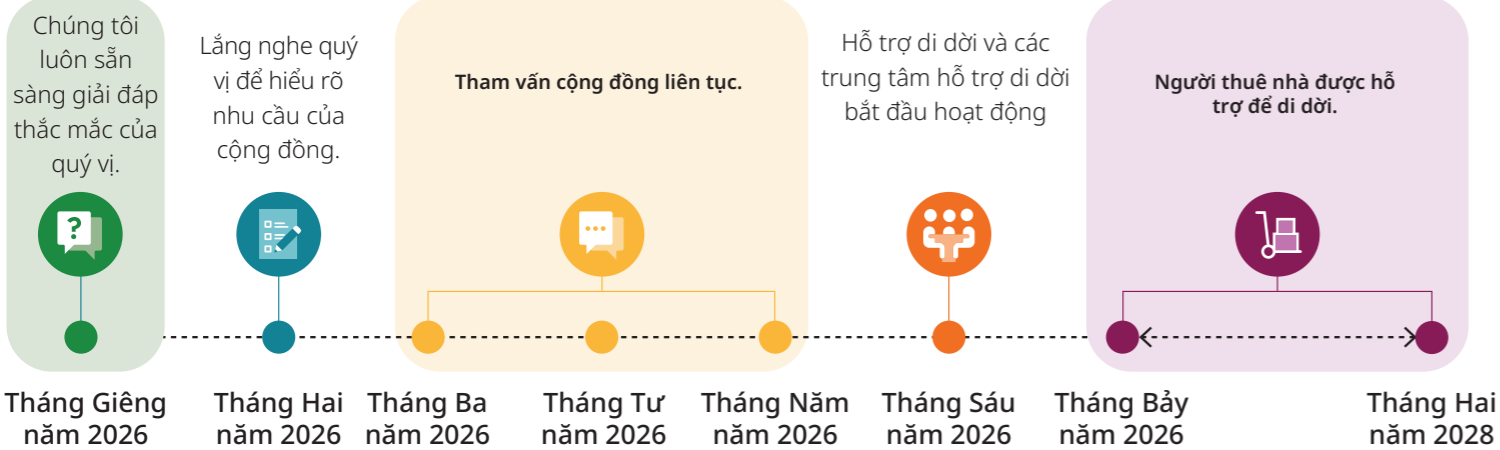 Chúng tôi
luôn sẵn
sàng giải đáp
thắc mắc của
quý vị.
Lắng nghe quý
vị để hiểu rõ
nhu cầu của
cộng đồng.
Tham vấn cộng đồng liên tục.
Hỗ trợ di dời và các
trung tâm hỗ trợ di dời
bắt đầu hoạt động
Người thuê nhà được hỗ
trợ để di dời.
?
Tháng Giêng
năm 2026
Tháng Hai
năm 2026
Tháng Ba
năm 2026
Tháng Tư
năm 2026
Tháng Năm
năm 2026
Tháng Sáu
năm 2026
Tháng Bảy
năm 2026
Tháng Hai
năm 2028